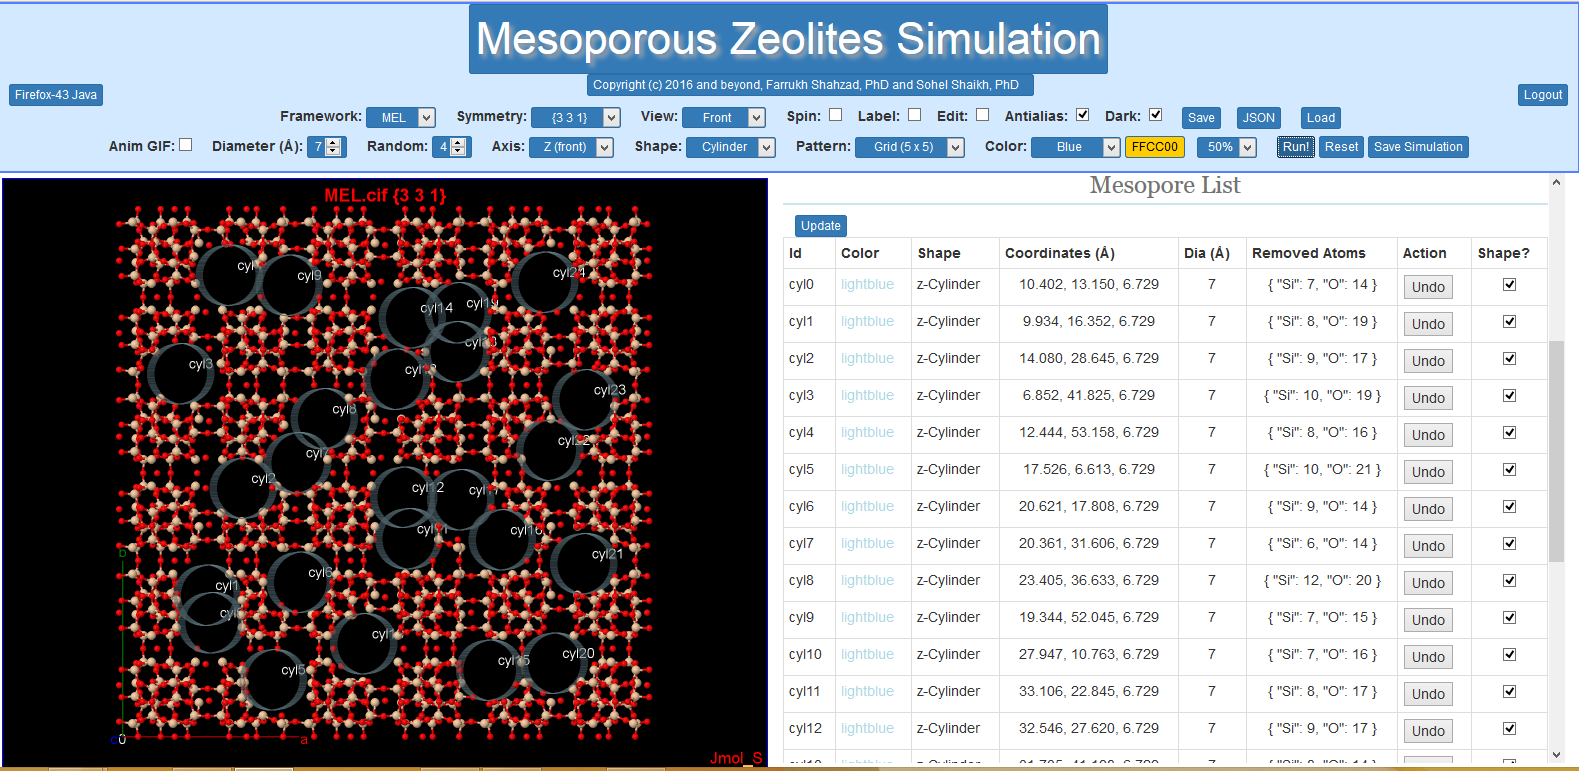 Mesoporous Zeolites Simulation
Copyright (c) 2016 and beyond, Farrukh Shahzad, PhD and Sohel Shaikh, PhD
Firefox-43 Java
Logout
Framework: MEL Symmetry: {3 3 1} View: Front Spin: Label: Edit: Antialias: Dark: Save JSON Load
Anim GIF: Diameter (Å): 7 Random: 4 Axis: Z (front) Shape: Cylinder Pattern: Grid (5 x 5) Color: Blue FFCC00 50% Run! Reset Save Simulation
MEL.cif {3 3 1}
cyl9
cyl24
cyl14
cyl19
cyl3
cyl23
cyl8
cyl22
cyl7
cyl2
cyl12
cyl16
cyl21
cyl6
cyl1
cyl5
cyl15
cyl20
b
0
a
Jmol_S
Mesopore List
Update
Id Color Shape Coordinates (Å) Dia (Å) Removed Atoms Action Shape?
cyl0 lightblue z-Cylinder 10.402, 13.150, 6.729 7 { "Si": 7, "O": 14 } Undo
cyl1 lightblue z-Cylinder 9.934, 16.352, 6.729 7 { "Si": 8, "O": 19 } Undo
cyl2 lightblue z-Cylinder 14.080, 28.645, 6.729 7 { "Si": 9, "O": 17 } Undo
cyl3 lightblue z-Cylinder 6.852, 41.825, 6.729 7 { "Si": 10, "O": 19 } Undo
cyl4 lightblue z-Cylinder 12.444, 53.158, 6.729 7 { "Si": 8, "O": 16 } Undo
cyl5 lightblue z-Cylinder 17.526, 6.613, 6.729 7 { "Si": 10, "O": 21 } Undo
cyl6 lightblue z-Cylinder 20.621, 17.808, 6.729 7 { "Si": 9, "O": 14 } Undo
cyl7 lightblue z-Cylinder 20.361, 31.606, 6.729 7 { "Si": 6, "O": 14 } Undo
cyl8 lightblue z-Cylinder 23.405, 36.633, 6.729 7 { "Si": 12, "O": 20 } Undo
cyl9 lightblue z-Cylinder 19.344, 52.045, 6.729 7 { "Si": 7, "O": 15 } Undo
cyl10 lightblue z-Cylinder 27.947, 10.763, 6.729 7 { "Si": 7, "O": 16 } Undo
cyl11 lightblue z-Cylinder 33.106, 22.845, 6.729 7 { "Si": 8, "O": 17 } Undo
cyl12 lightblue z-Cylinder 32.546, 27.620, 6.729 7 { "Si": 9, "O": 17 } Undo